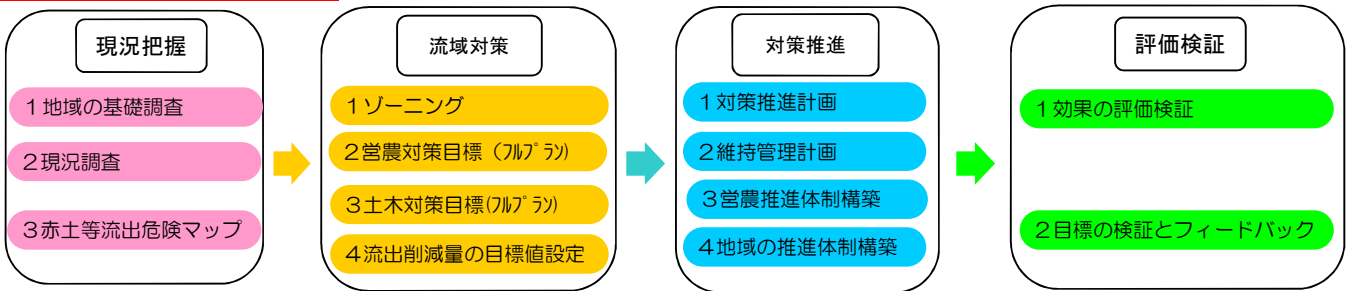 現況把握
1地域の基礎調査
2現況調査
3赤土等流出危険マップ
流域対策
1ゾーニング
2営農対策目標（ﾌﾙﾌﾟﾗﾝ)
3土木対策目標(ﾌﾙﾌﾟﾗﾝ)
4流出削減量の目標値設定
対策推進
1対策推進計画
2維持管理計画
3営農推進体制構築
4地域の推進体制構築
評価検証
1効果の評価検証
2目標の検証とフィードバック